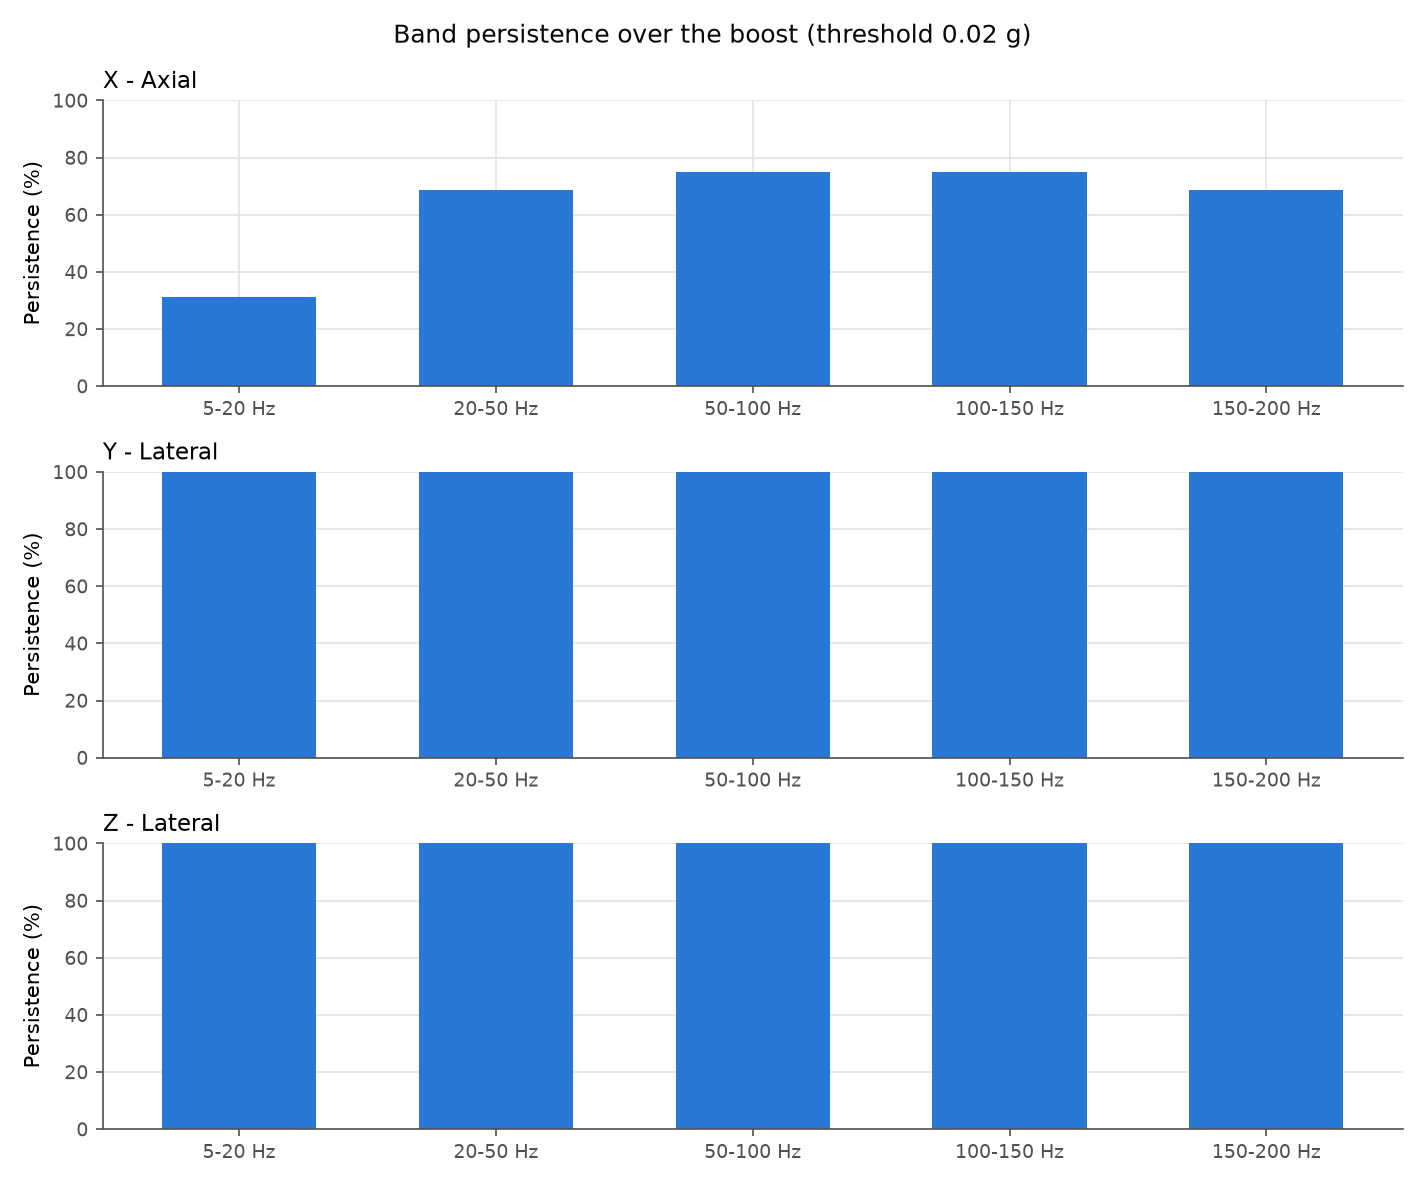 Band persistence over the boost (threshold 0.02 g)
X - Axial
Persistence (%)
100
80
60
40
20
0
5-20 Hz 20-50 Hz 50-100 Hz 100-150 Hz 150-200 Hz
Y - Lateral
Persistence (%)
100
80
60
40
20
0
5-20 Hz 20-50 Hz 50-100 Hz 100-150 Hz 150-200 Hz
Z - Lateral
Persistence (%)
100
80
60
40
20
0
5-20 Hz 20-50 Hz 50-100 Hz 100-150 Hz 150-200 Hz